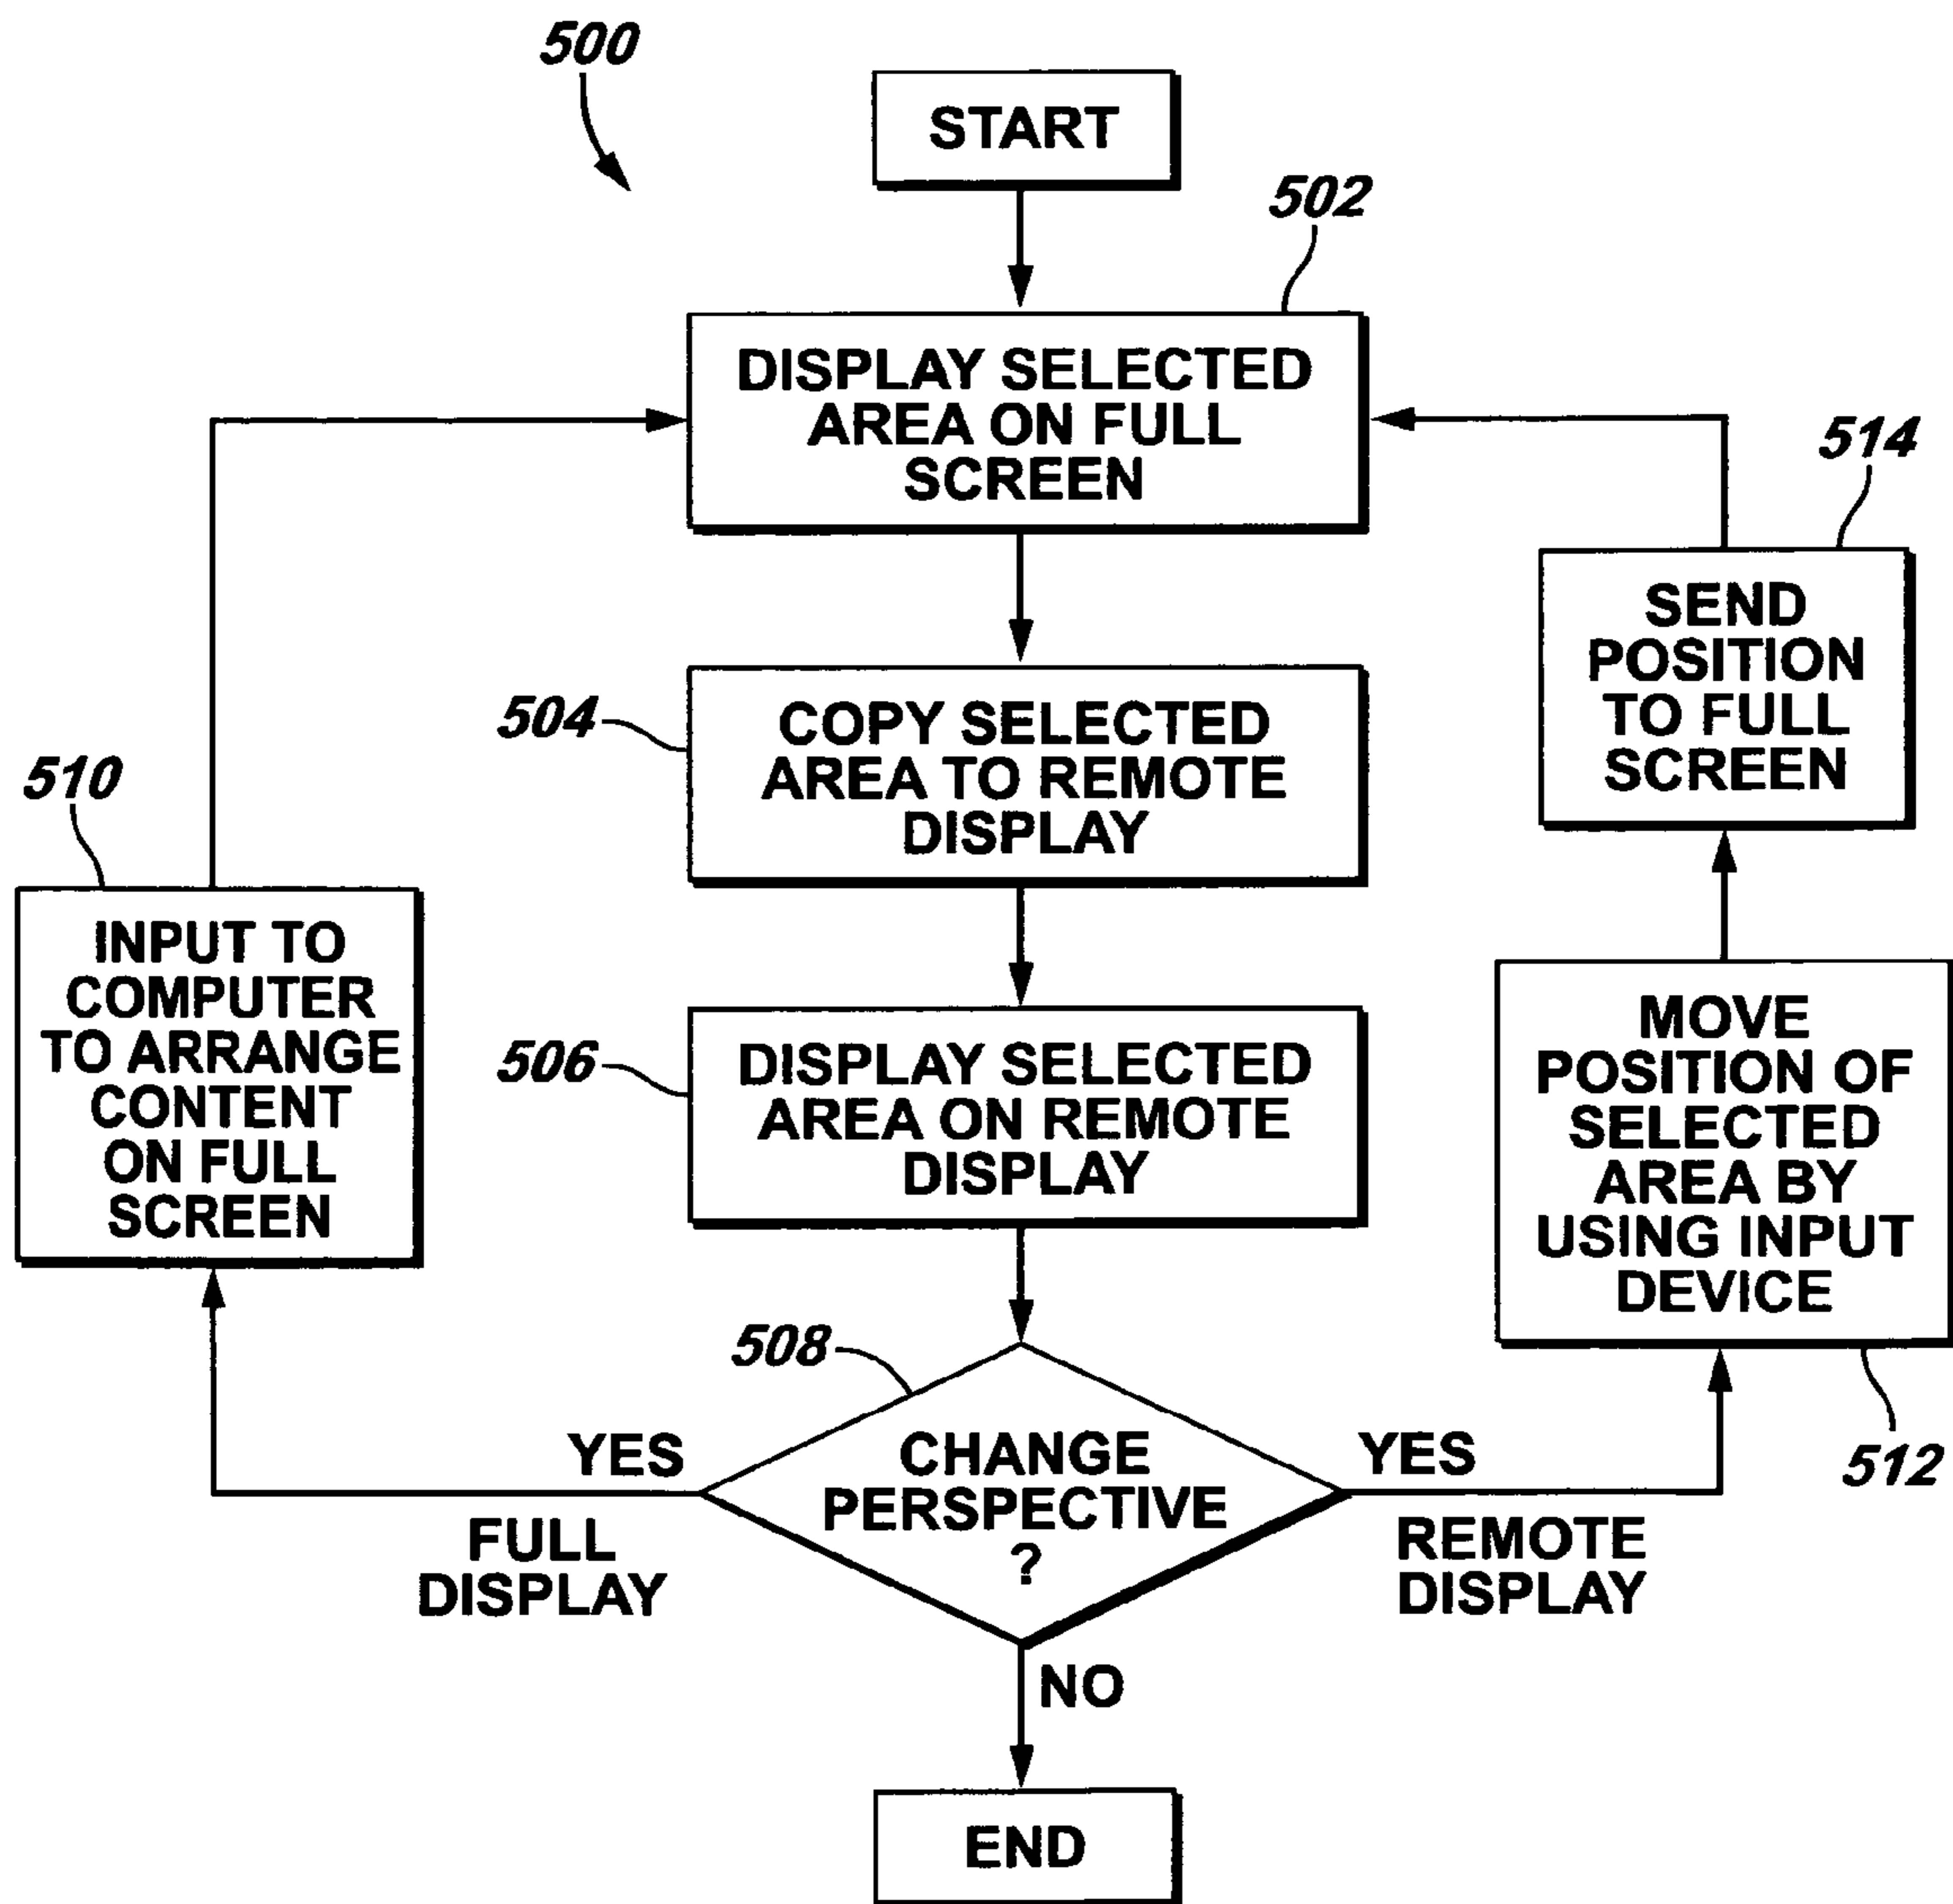 500
START
502
DISPLAY SELECTED
AREA ON FULL
SCREEN
514
SEND
POSITION
TO FULL
SCREEN
504
COPY SELECTED
AREA TO REMOTE
DISPLAY
510
INPUT TO
COMPUTER
TO ARRANGE
CONTENT
ON FULL
SCREEN
506
DISPLAY SELECTED
AREA ON REMOTE
DISPLAY
MOVE
POSITION OF
SELECTED
AREA BY
USING INPUT
DEVICE
512
508
CHANGE
PERSPECTIVE
?
YES
FULL
DISPLAY
YES
REMOTE
DISPLAY
NO
END